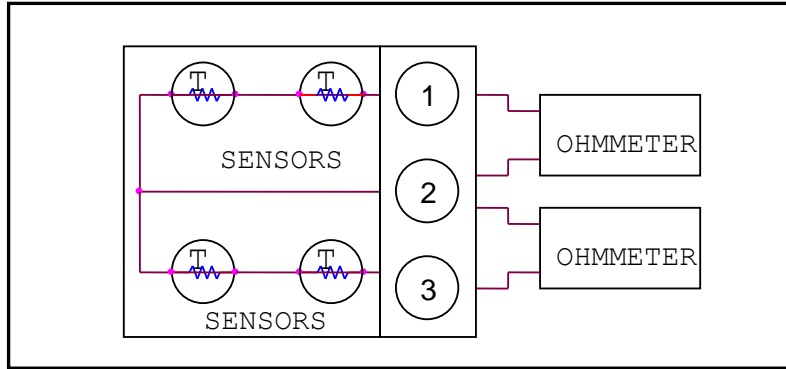 T T
1
OHMMETER
SENSORS
2
T T
OHMMETER
3
SENSORS